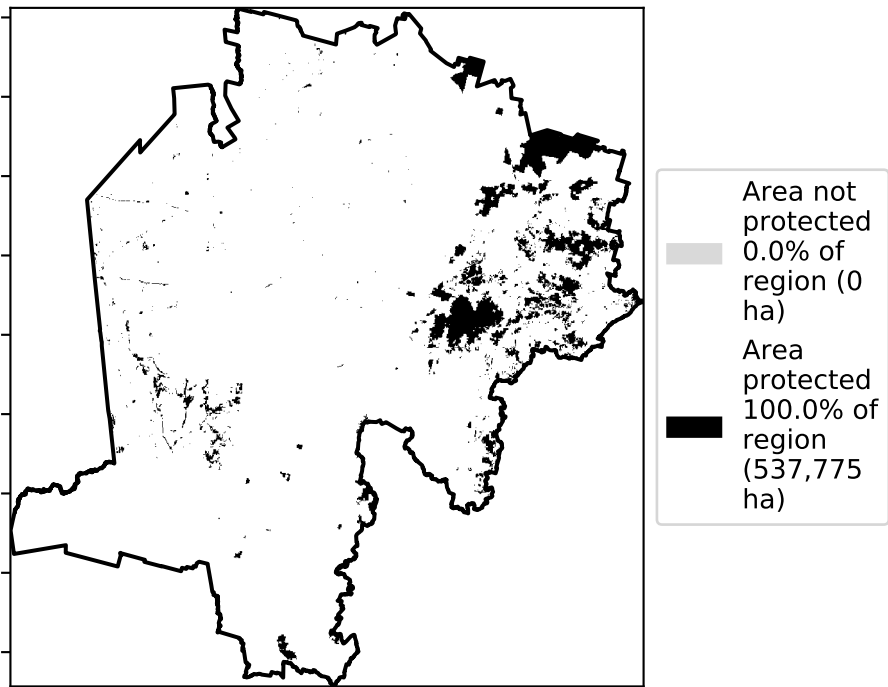 Area not
protected
0.0% of
region (0
ha)
Area
protected
100.0% of
region
(537,775
ha)